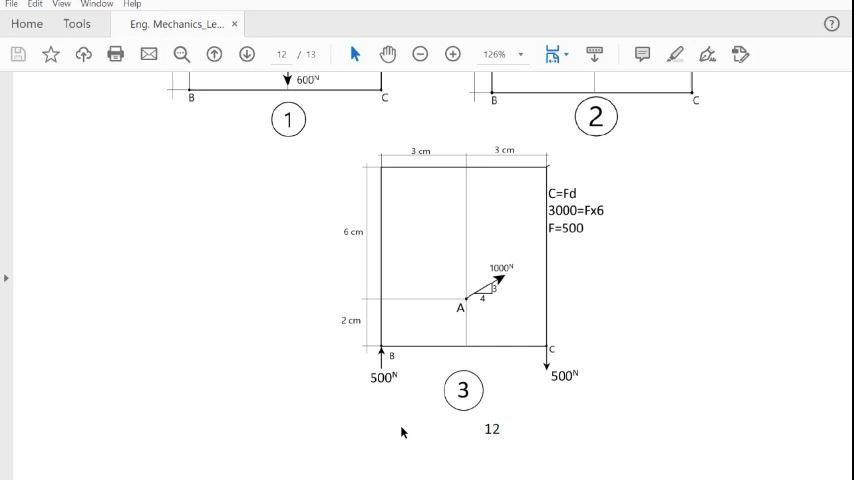 File Edit View Window Help
Home Tools Eng. Mechanics_Le... ×
12 / 13 126%
600N
B C B C
1 2
3 cm 3 cm
C=Fd
3000=Fx6
F=500
6 cm
1000N
3
4
A
2 cm
B C
500N 500N
3
12